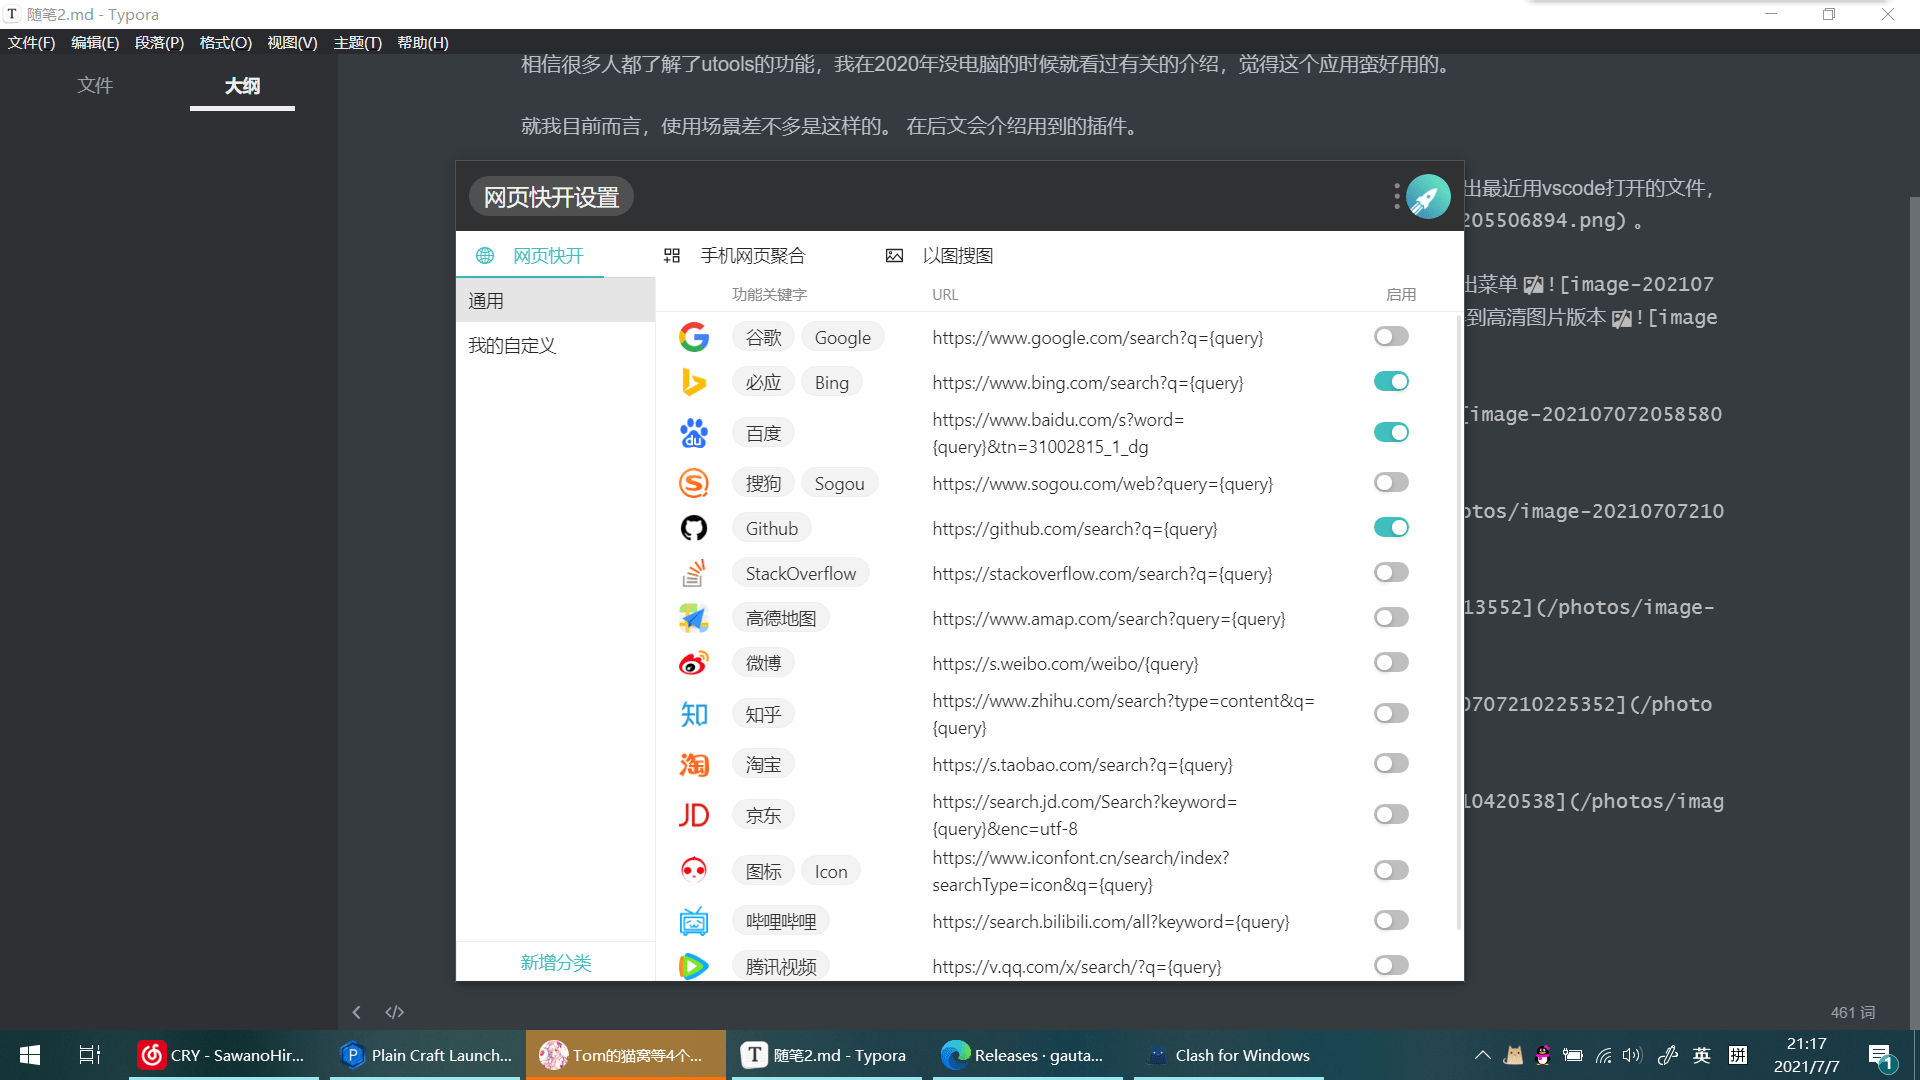 随笔2.md - Typora
文件(F) 编辑(E) 段落(P) 格式(O) 视图(V) 主题(T) 帮助(H)
文件 大纲
相信很多人都了解了utools的功能，我在2020年没电脑的时候就看过有关的介绍，觉得这个应用蛮好用的。
就我目前而言，使用场景差不多是这样的。 在后文会介绍用到的插件。
出最近用vscode打开的文件，
205506894.png) 。
出菜单 ![image-202107
到高清图片版本 ![image
[image-202107072058580
otos/image-20210707210
13552](/photos/image-
0707210225352](/photo
10420538](/photos/imag
网页快开设置
网页快开 手机网页聚合 以图搜图
通用
我的自定义
新增分类
功能关键字 URL 启用
谷歌 Google https://www.google.com/search?q={query}
必应 Bing https://www.bing.com/search?q={query}
百度 https://www.baidu.com/s?word=
{query}&tn=31002815_1_dg
搜狗 Sogou https://www.sogou.com/web?query={query}
Github https://github.com/search?q={query}
StackOverflow https://stackoverflow.com/search?q={query}
高德地图 https://www.amap.com/search?query={query}
微博 https://s.weibo.com/weibo/{query}
知 知乎 https://www.zhihu.com/search?type=content&q=
{query}
淘 淘宝 https://s.taobao.com/search?q={query}
JD 京东 https://search.jd.com/Search?keyword=
{query}&enc=utf-8
图标 Icon https://www.iconfont.cn/search/index?
searchType=icon&q={query}
哔哩哔哩 https://search.bilibili.com/all?keyword={query}
腾讯视频 https://v.qq.com/x/search/?q={query}
461 词
CRY - SawanoHir... Plain Craft Launch... Tom的猫窝等4个... 随笔2.md - Typora Releases · gauta... Clash for Windows 英 拼 21:17
2021/7/7
1